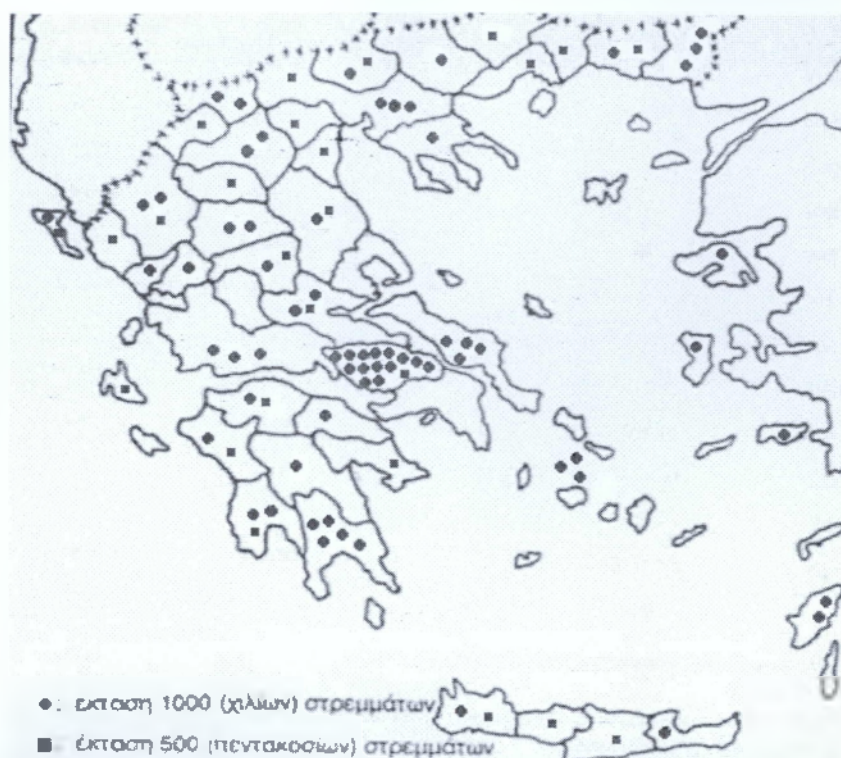 : έκταση 1000 (χιλίων) στρεμμάτων
: έκταση 500 (πεντακοσίων) στρεμμάτων